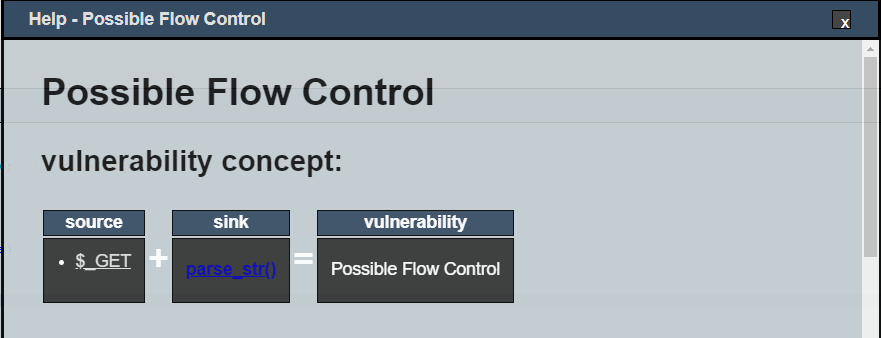 Help - Possible Flow Control
x
Possible Flow Control
vulnerability concept:
source sink vulnerability
• $_GET + parse_str() = Possible Flow Control